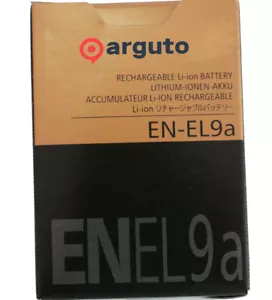 arguto
RECHARGEABLE Li-ion BATTERY
LITHIUM-IONEN-AKKU
ACCUMULATEUR Li-ION RECHARGEABLE
Li-ion リチャージャブルバッテリー
EN-EL9a
ENEL9a